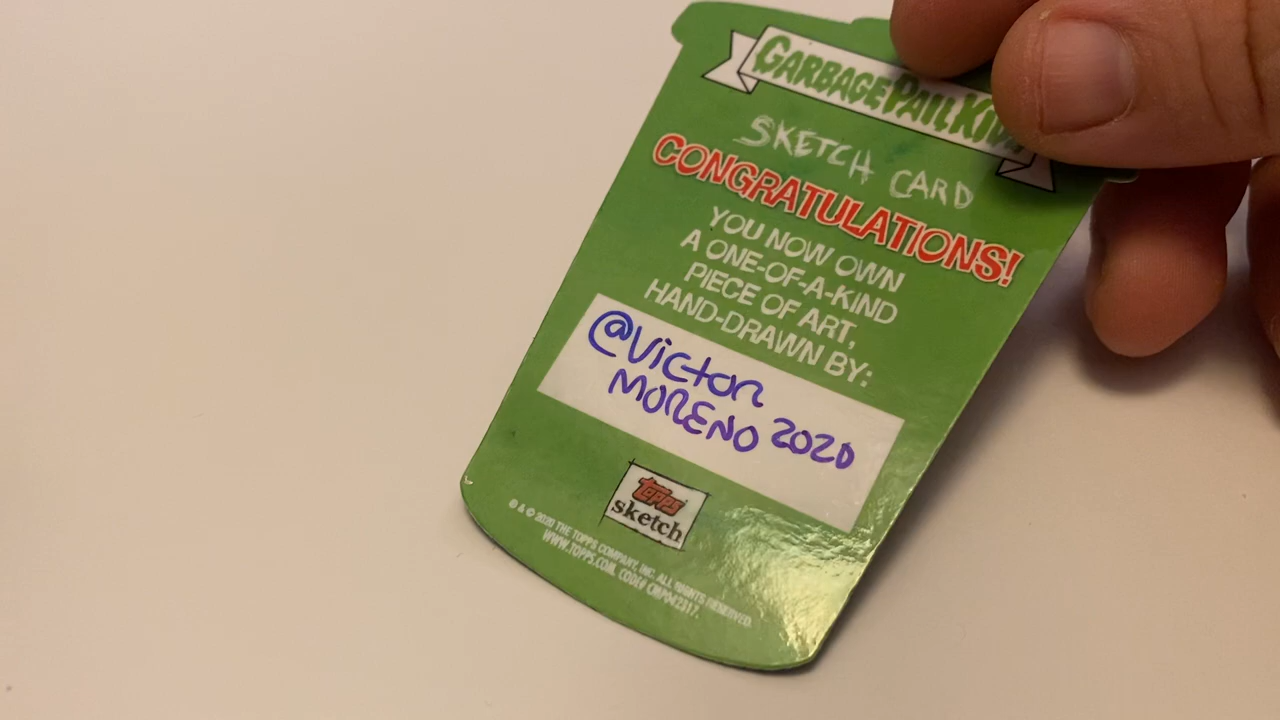 GARBAGE PAIL KIDS
SKETCH CARD
CONGRATULATIONS!
YOU NOW OWN
A ONE-OF-A-KIND
PIECE OF ART,
HAND-DRAWN BY:
@Victor
MORENO 2020
Topps
sketch
® & © 2020 THE TOPPS COMPANY, INC. ALL RIGHTS RESERVED.
WWW.TOPPS.COM. CODE#